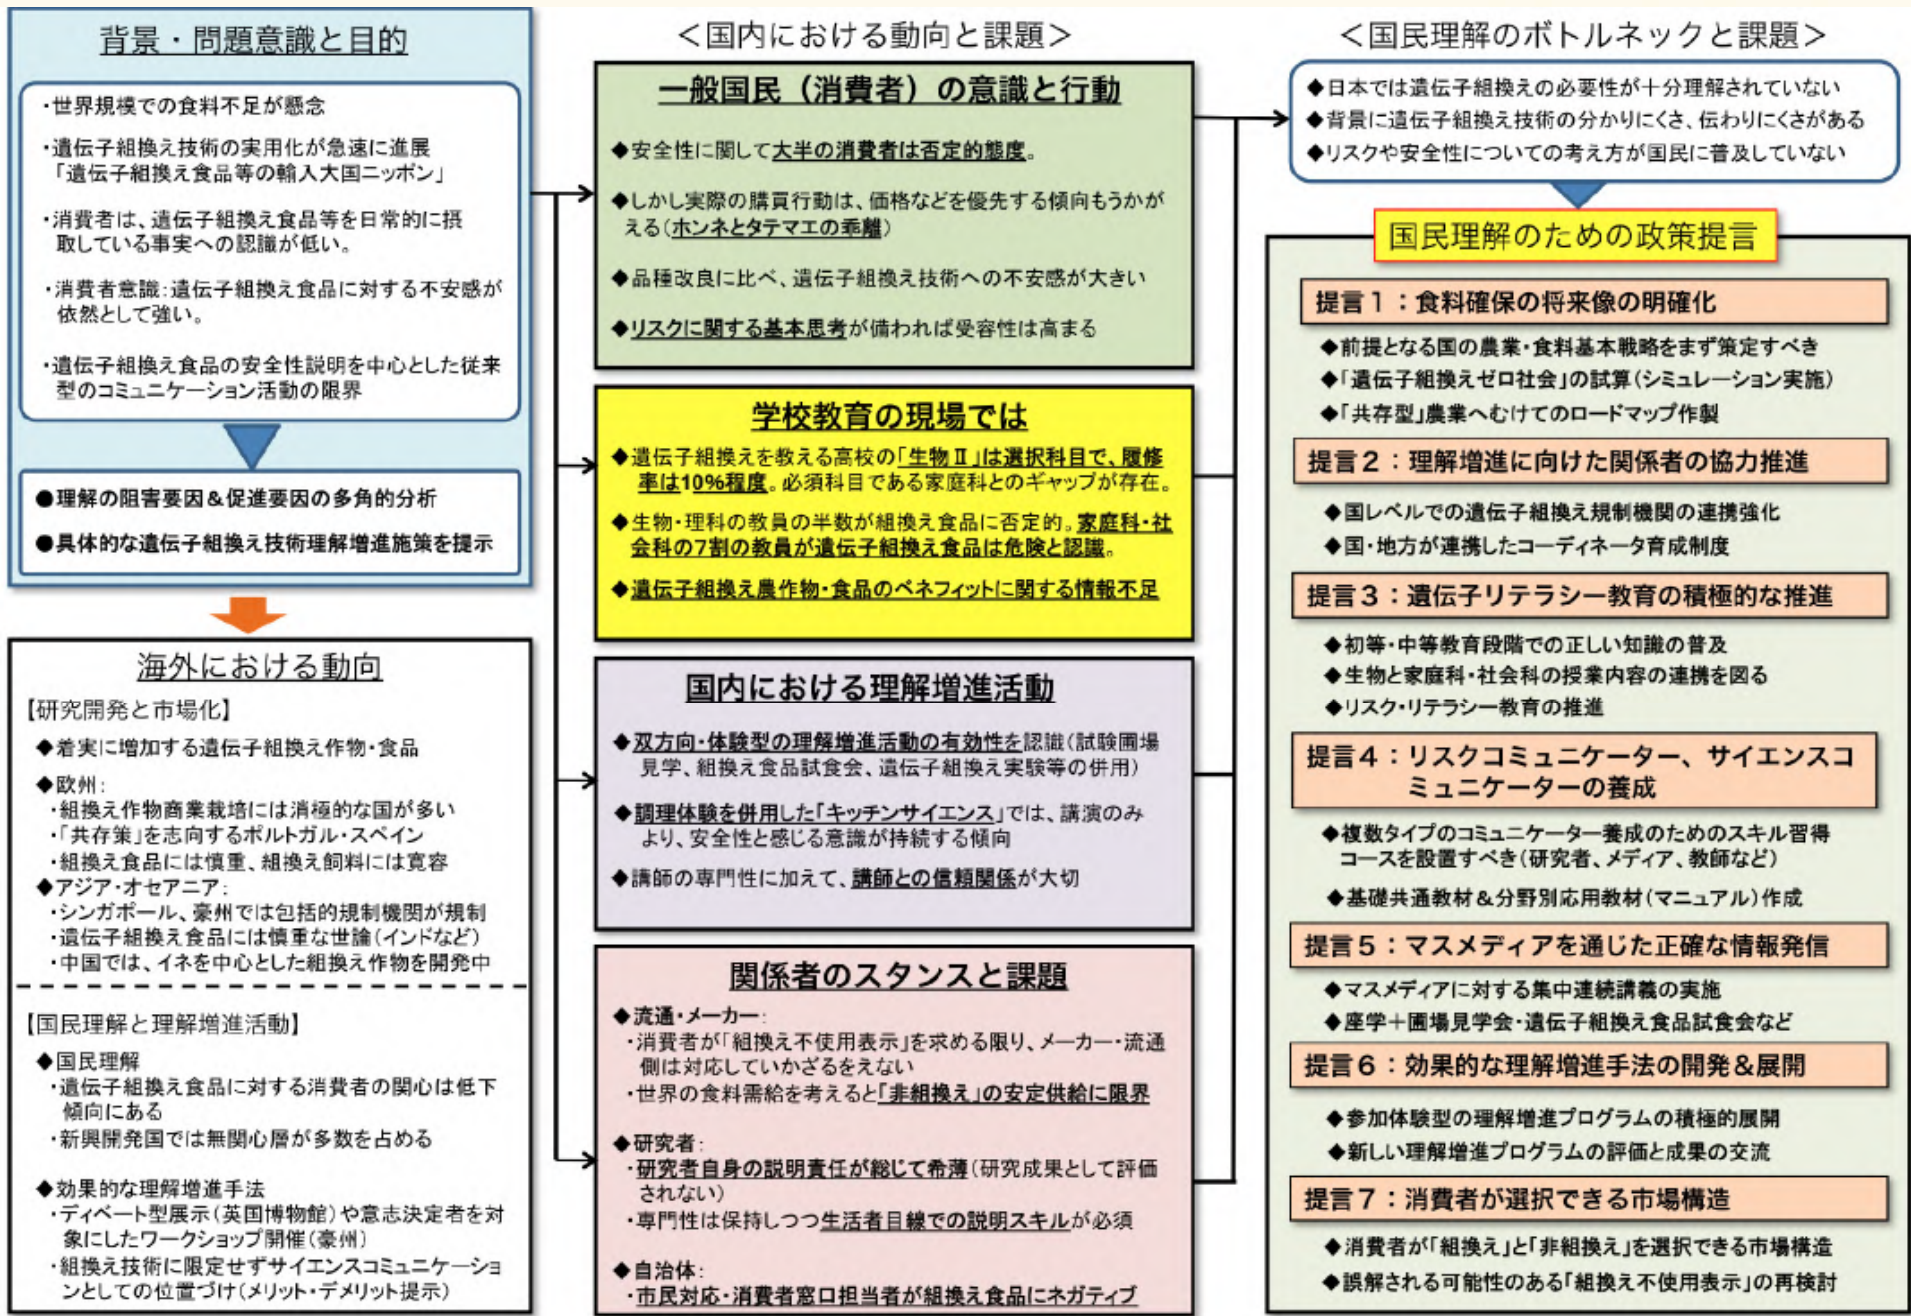 背景・問題意識と目的
・世界規模での食料不足が懸念
・遺伝子組換え技術の実用化が急速に進展
「遺伝子組換え食品等の輸入大国ニッポン」
・消費者は、遺伝子組換え食品等を日常的に摂
取している事実への認識が低い。
・消費者意識:遺伝子組換え食品に対する不安感が
依然として強い。
・遺伝子組換え食品の安全性説明を中心とした従来
型のコミュニケーション活動の限界
●理解の阻害要因&促進要因の多角的分析
●具体的な遺伝子組換え技術理解増進施策を提示
海外における動向
【研究開発と市場化】
◆着実に増加する遺伝子組換え作物・食品
◆欧州:
・組換え作物商業栽培には消極的な国が多い
・「共存策」を志向するポルトガル・スペイン
・組換え食品には慎重、組換え飼料には寛容
◆アジア・オセアニア:
・シンガポール、豪州では包括的規制機関が規制
・遺伝子組換え食品には慎重な世論(インドなど)
・中国では、イネを中心とした組換え作物を開発中
【国民理解と理解増進活動】
◆国民理解
・遺伝子組換え食品に対する消費者の関心は低下
傾向にある
・新興開発国では無関心層が多数を占める
◆効果的な理解増進手法
・ディベート型展示(英国博物館)や意志決定者を対
象にしたワークショップ開催(豪州)
・組換え技術に限定せずサイエンスコミュニケーショ
ンとしての位置づけ(メリット・デメリット提示)
＜国内における動向と課題＞
一般国民（消費者）の意識と行動
◆安全性に関して大半の消費者は否定的態度。
◆しかし実際の購買行動は、価格などを優先する傾向もうかが
える(ホンネとタテマエの乖離)
◆品種改良に比べ、遺伝子組換え技術への不安感が大きい
◆リスクに関する基本思考が備われば受容性は高まる
学校教育の現場では
◆遺伝子組換えを教える高校の「生物Ⅱ」は選択科目で、履修
率は10%程度。必須科目である家庭科とのギャップが存在。
◆生物・理科の教員の半数が組換え食品に否定的。家庭科・社
会科の7割の教員が遺伝子組換え食品は危険と認識。
◆遺伝子組換え農作物・食品のベネフィットに関する情報不足
国内における理解増進活動
◆双方向・体験型の理解増進活動の有効性を認識(試験圃場
見学、組換え食品試食会、遺伝子組換え実験等の併用)
◆調理体験を併用した「キッチンサイエンス」では、講演のみ
より、安全性と感じる意識が持続する傾向
◆講師の専門性に加えて、講師との信頼関係が大切
関係者のスタンスと課題
◆流通・メーカー:
・消費者が「組換え不使用表示」を求める限り、メーカー・流通
側は対応していかざるをえない
・世界の食料需給を考えると「非組換え」の安定供給に限界
◆研究者:
・研究者自身の説明責任が総じて希薄(研究成果として評価
されない)
・専門性は保持しつつ生活者目線での説明スキルが必須
◆自治体:
・市民対応・消費者窓口担当者が組換え食品にネガティブ
＜国民理解のボトルネックと課題＞
◆日本では遺伝子組換えの必要性が十分理解されていない
◆背景に遺伝子組換え技術の分かりにくさ、伝わりにくさがある
◆リスクや安全性についての考え方が国民に普及していない
国民理解のための政策提言
提言１：食料確保の将来像の明確化
◆前提となる国の農業・食料基本戦略をまず策定すべき
◆「遺伝子組換えゼロ社会」の試算(シミュレーション実施)
◆「共存型」農業へむけてのロードマップ作製
提言２：理解増進に向けた関係者の協力推進
◆国レベルでの遺伝子組換え規制機関の連携強化
◆国・地方が連携したコーディネータ育成制度
提言３：遺伝子リテラシー教育の積極的な推進
◆初等・中等教育段階での正しい知識の普及
◆生物と家庭科・社会科の授業内容の連携を図る
◆リスク・リテラシー教育の推進
提言４：リスクコミュニケーター、サイエンスコ
ミュニケーターの養成
◆複数タイプのコミュニケーター養成のためのスキル習得
コースを設置すべき(研究者、メディア、教師など)
◆基礎共通教材&分野別応用教材(マニュアル)作成
提言５：マスメディアを通じた正確な情報発信
◆マスメディアに対する集中連続講義の実施
◆座学＋圃場見学会・遺伝子組換え食品試食会など
提言６：効果的な理解増進手法の開発＆展開
◆参加体験型の理解増進プログラムの積極的展開
◆新しい理解増進プログラムの評価と成果の交流
提言７：消費者が選択できる市場構造
◆消費者が「組換え」と「非組換え」を選択できる市場構造
◆誤解される可能性のある「組換え不使用表示」の再検討